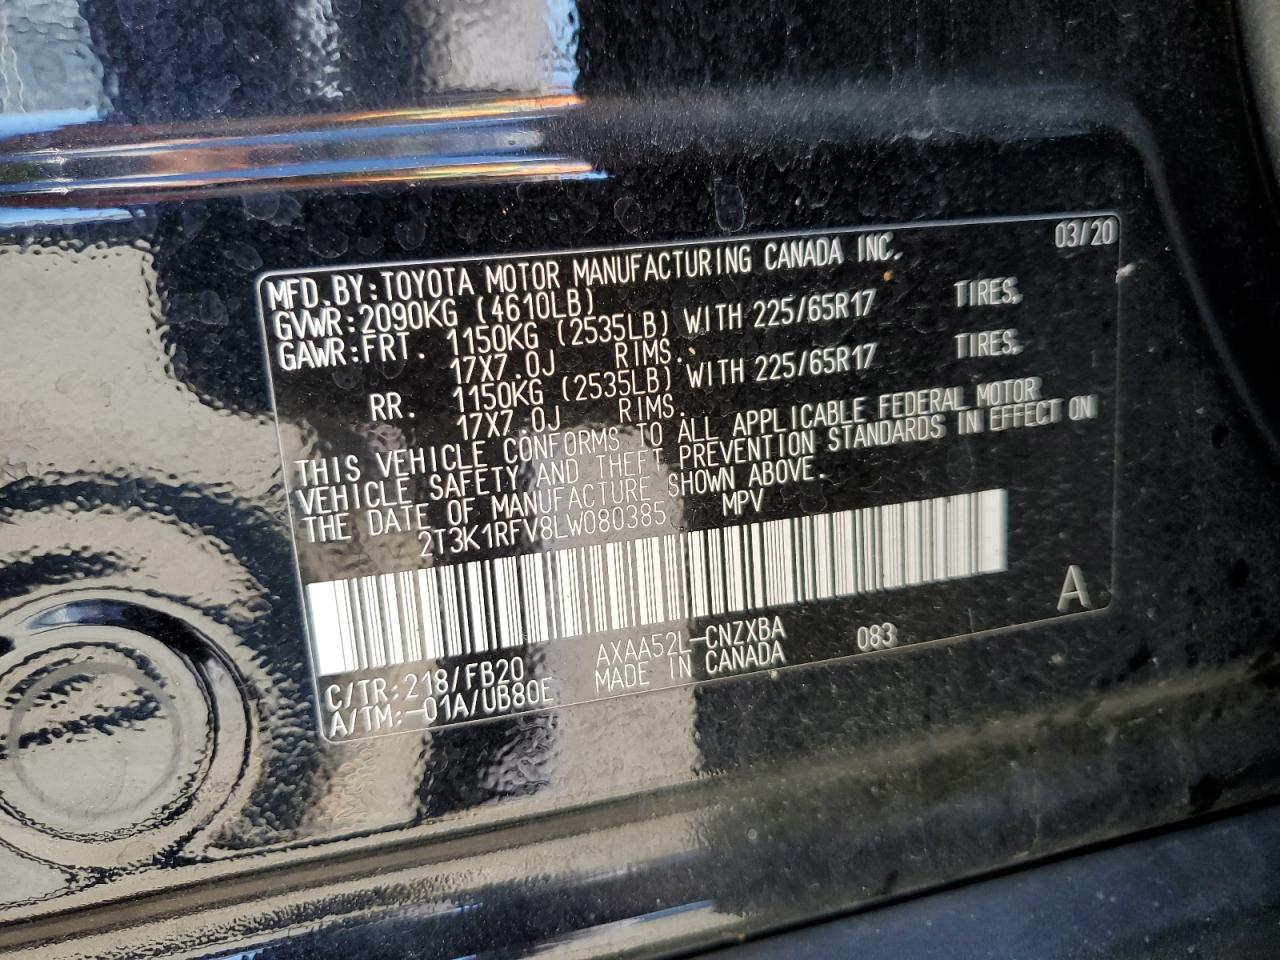 MFD.BY:TOYOTA MOTOR MANUFACTURING CANADA INC. 03/20
GVWR:2090KG (4610LB)
GAWR:FRT. 1150KG (2535LB) WITH 225/65R17 TIRES,
17X7.0J RIMS.
RR. 1150KG (2535LB) WITH 225/65R17 TIRES,
17X7.0J RIMS.
THIS VEHICLE CONFORMS TO ALL APPLICABLE FEDERAL MOTOR
VEHICLE SAFETY AND THEFT PREVENTION STANDARDS IN EFFECT ON
THE DATE OF MANUFACTURE SHOWN ABOVE.
2T3K1RFV8LW080385 MPV
A
C/TR:218/FB20 AXAA52L-CNZXBA 083
A/TM:-01A/UB80E MADE IN CANADA